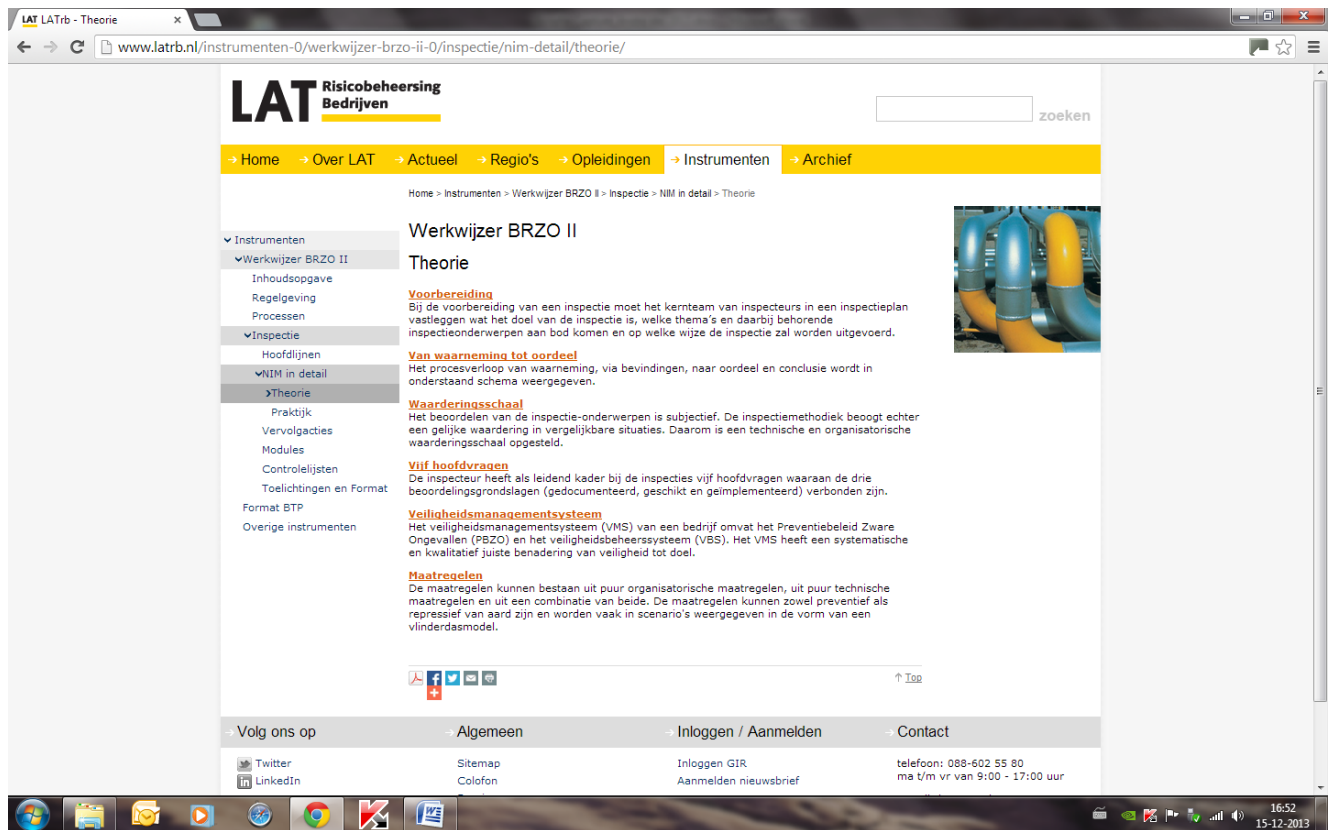 LAT LATrb - Theorie
www.latrb.nl/instrumenten-0/werkwijzer-brzo-ii-0/inspectie/nim-detail/theorie/
LAT Risicobeheersing
Bedrijven
zoeken
Home Over LAT Actueel Regio's Opleidingen Instrumenten Archief
Home > Instrumenten > Werkwijzer BRZO II > Inspectie > NIM in detail > Theorie
Instrumenten
Werkwijzer BRZO II
Inhoudsopgave
Regelgeving
Processen
Inspectie
Hoofdlijnen
NIM in detail
Theorie
Praktijk
Vervolgacties
Modules
Controlelijsten
Toelichtingen en Format
Format BTP
Overige instrumenten
Werkwijzer BRZO II
Theorie
Voorbereiding
Bij de voorbereiding van een inspectie moet het kernteam van inspecteurs in een inspectieplan
vastleggen wat het doel van de inspectie is, welke thema's en daarbij behorende
inspectieonderwerpen aan bod komen en op welke wijze de inspectie zal worden uitgevoerd.
Van waarneming tot oordeel
Het procesverloop van waarneming, via bevindingen, naar oordeel en conclusie wordt in
onderstaand schema weergegeven.
Waarderingsschaal
Het beoordelen van de inspectie-onderwerpen is subjectief. De inspectiemethodiek beoogt echter
een gelijke waardering in vergelijkbare situaties. Daarom is een technische en organisatorische
waarderingsschaal opgesteld.
Vijf hoofdvragen
De inspecteur heeft als leidend kader bij de inspecties vijf hoofdvragen waaraan de drie
beoordelingsgrondslagen (gedocumenteerd, geschikt en geïmplementeerd) verbonden zijn.
Veiligheidsmanagementsysteem
Het veiligheidsmanagementsysteem (VMS) van een bedrijf omvat het Preventiebeleid Zware
Ongevallen (PBZO) en het veiligheidsbeheerssysteem (VBS). Het VMS heeft een systematische
en kwalitatief juiste benadering van veiligheid tot doel.
Maatregelen
De maatregelen kunnen bestaan uit puur organisatorische maatregelen, uit puur technische
maatregelen en uit een combinatie van beide. De maatregelen kunnen zowel preventief als
repressief van aard zijn en worden vaak in scenario's weergegeven in de vorm van een
vlinderdasmodel.
Top
Volg ons op Algemeen Inloggen / Aanmelden Contact
Twitter Sitemap Inloggen GIR telefoon: 088-602 55 80
LinkedIn Colofon Aanmelden nieuwsbrief ma t/m vr van 9:00 - 17:00 uur
16:52
15-12-2013